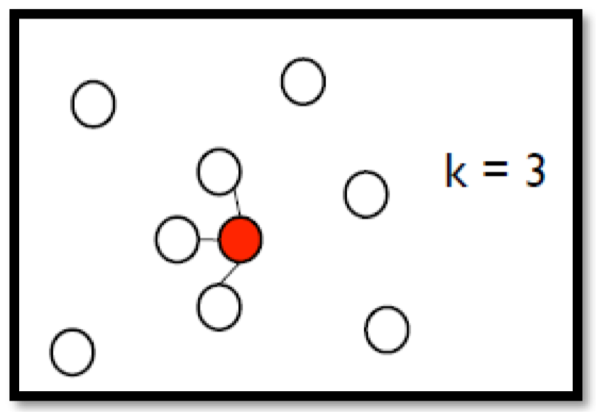 k = 3